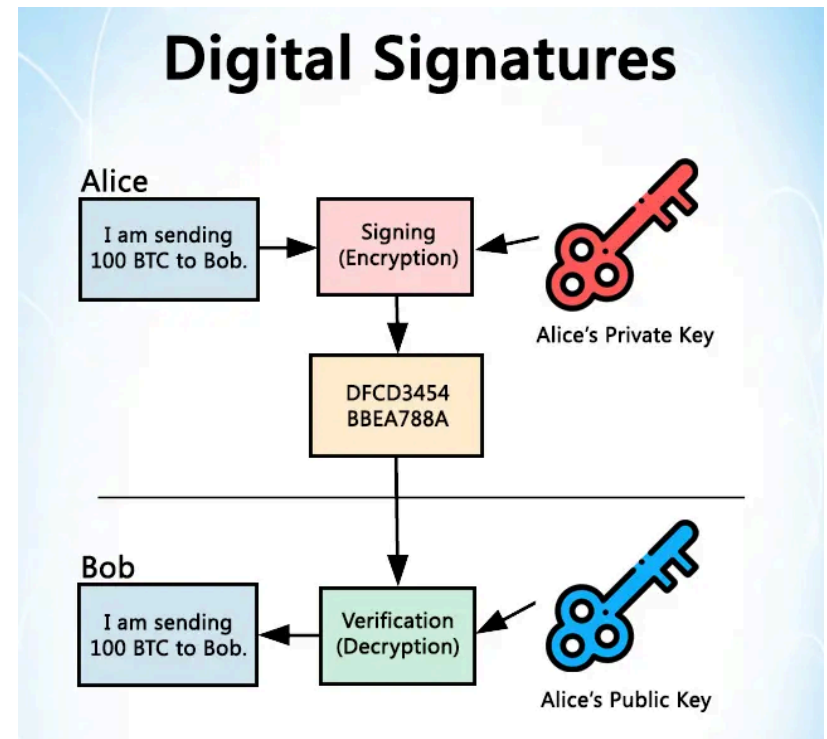 Digital Signatures
Alice
I am sending
100 BTC to Bob.
Signing
(Encryption)
Alice's Private Key
DFCD3454
BBEA788A
Bob
I am sending
100 BTC to Bob.
Verification
(Decryption)
Alice's Public Key